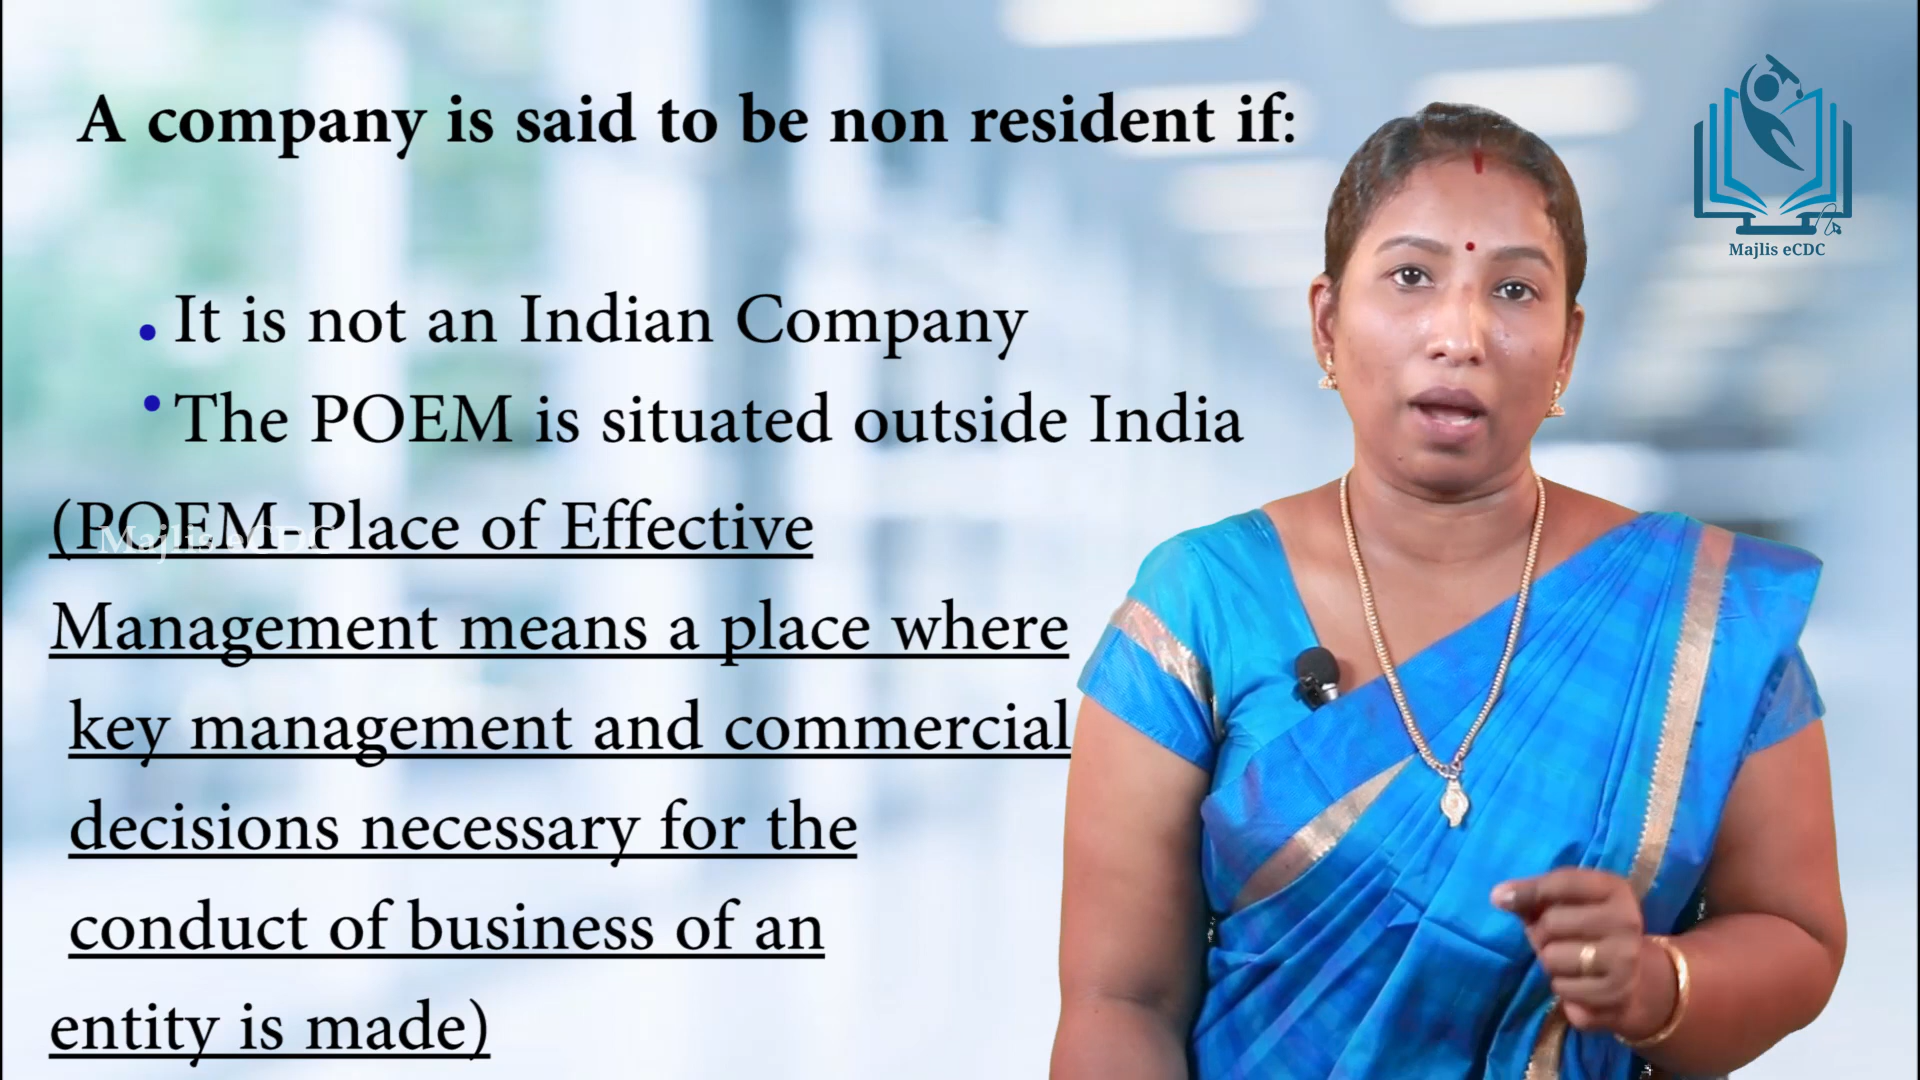 A company is said to be non resident if:
Majlis eCDC
• It is not an Indian Company
• The POEM is situated outside India
(POEM-Place of Effective
Majlis eCDC
Management means a place where
key management and commercial
decisions necessary for the
conduct of business of an
entity is made)